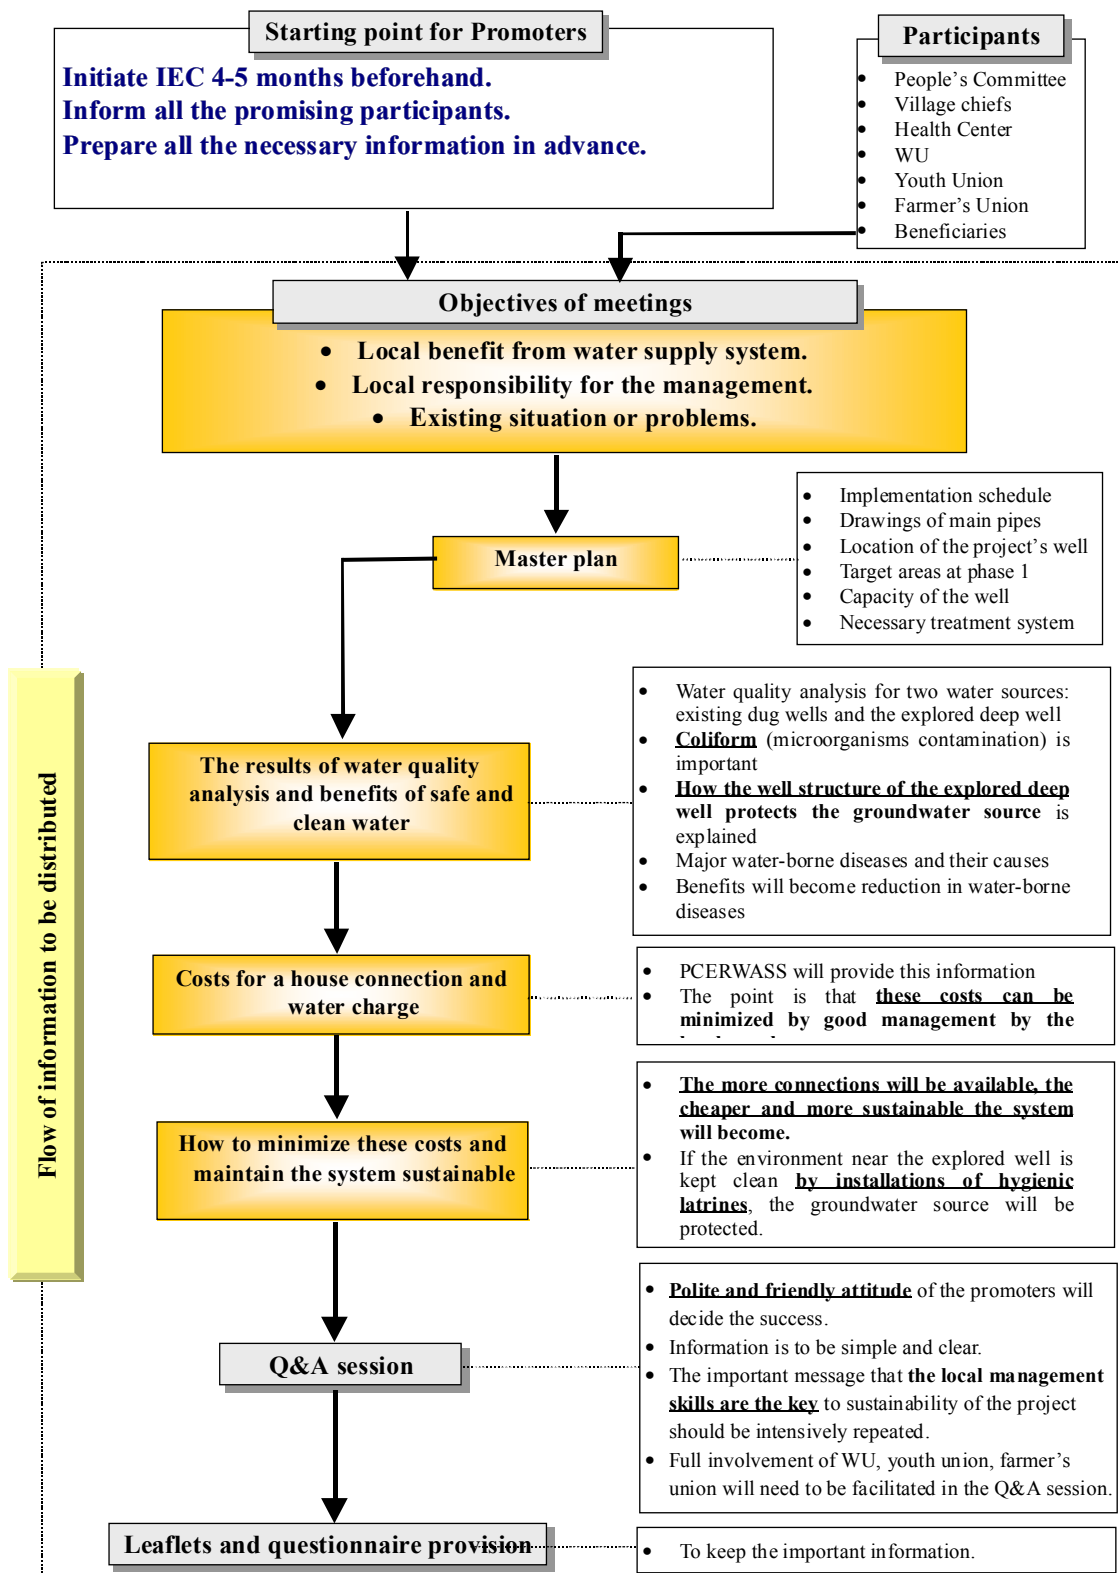 Starting point for Promoters
Initiate IEC 4-5 months beforehand.
Inform all the promising participants.
Prepare all the necessary information in advance.
Participants
• People's Committee
• Village chiefs
• Health Center
• WU
• Youth Union
• Farmer's Union
• Beneficiaries
Objectives of meetings
• Local benefit from water supply system.
• Local responsibility for the management.
• Existing situation or problems.
Master plan
• Implementation schedule
• Drawings of main pipes
• Location of the project's well
• Target areas at phase 1
• Capacity of the well
• Necessary treatment system
Flow of information to be distributed
The results of water quality
analysis and benefits of safe and
clean water
• Water quality analysis for two water sources:
existing dug wells and the explored deep well
• Coliform (microorganisms contamination) is
important
• How the well structure of the explored deep
well protects the groundwater source is
explained
• Major water-borne diseases and their causes
• Benefits will become reduction in water-borne
diseases
Costs for a house connection and
water charge
• PCERWASS will provide this information
• The point is that these costs can be
minimized by good management by the
How to minimize these costs and
maintain the system sustainable
• The more connections will be available, the
cheaper and more sustainable the system
will become.
• If the environment near the explored well is
kept clean by installations of hygienic
latrines, the groundwater source will be
protected.
Q&A session
• Polite and friendly attitude of the promoters will
decide the success.
• Information is to be simple and clear.
• The important message that the local management
skills are the key to sustainability of the project
should be intensively repeated.
• Full involvement of WU, youth union, farmer's
union will need to be facilitated in the Q&A session.
Leaflets and questionnaire provision
• To keep the important information.